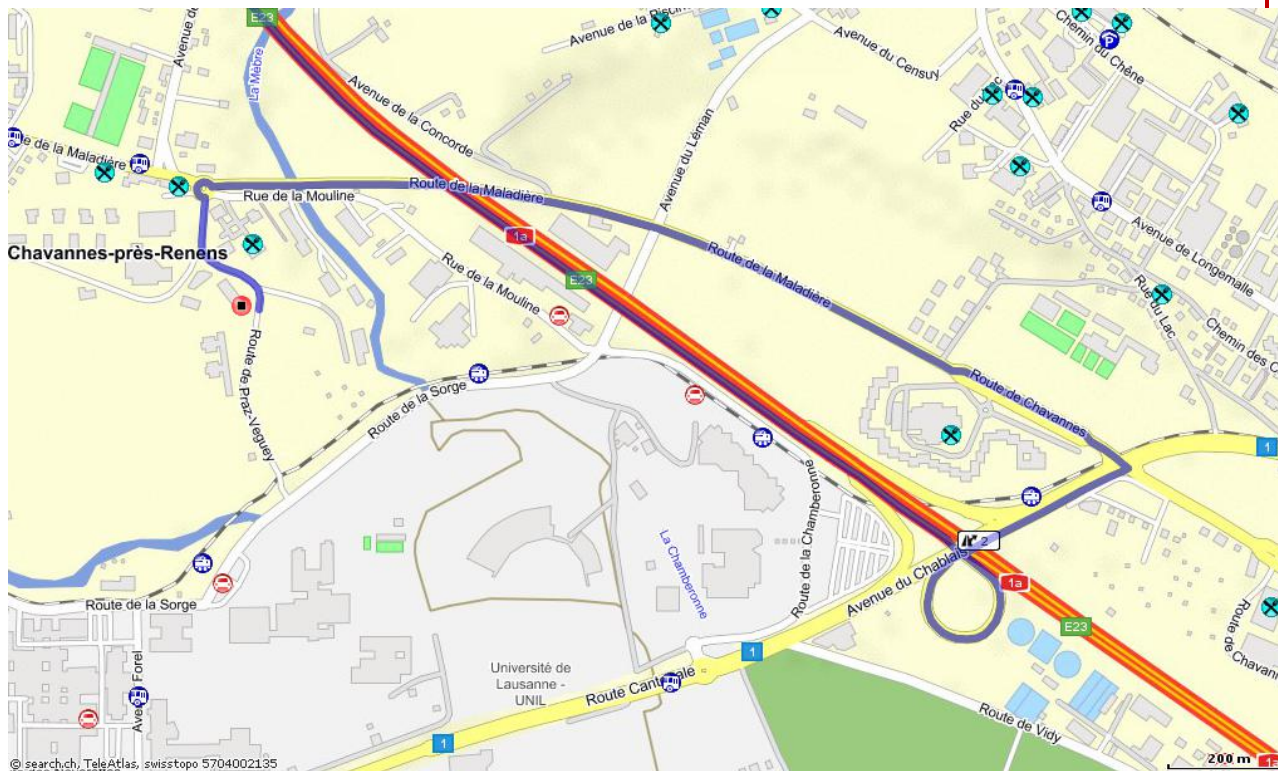 E23
Avenue de la Piscine
Avenue du Censuy
Chemin du Chêne
P
La Mèbre
Avenue de la Concorde
Rue du Lac
Avenue du Léman
de la Maladière
Rue de la Mouline
Route de la Maladière
1a
Avenue de Longemalle
Chavannes-près-Renens
E23
Rue de la Mouline
Route de la Maladière
Rue du Lac
Chemin des
Route de Praz-Veguey
Route de la Sorge
Route de Chavannes
1
Route de la Chamberonne
La Chamberonne
2
Avenue du Chablais
1a
E23
Route de la Sorge
Route de Chavann
Université de
Lausanne -
UNIL
1
Route Cantonale
Forel
Route de Vidy
1
© search.ch, TeleAtlas, swisstopo 5704002135
200 m